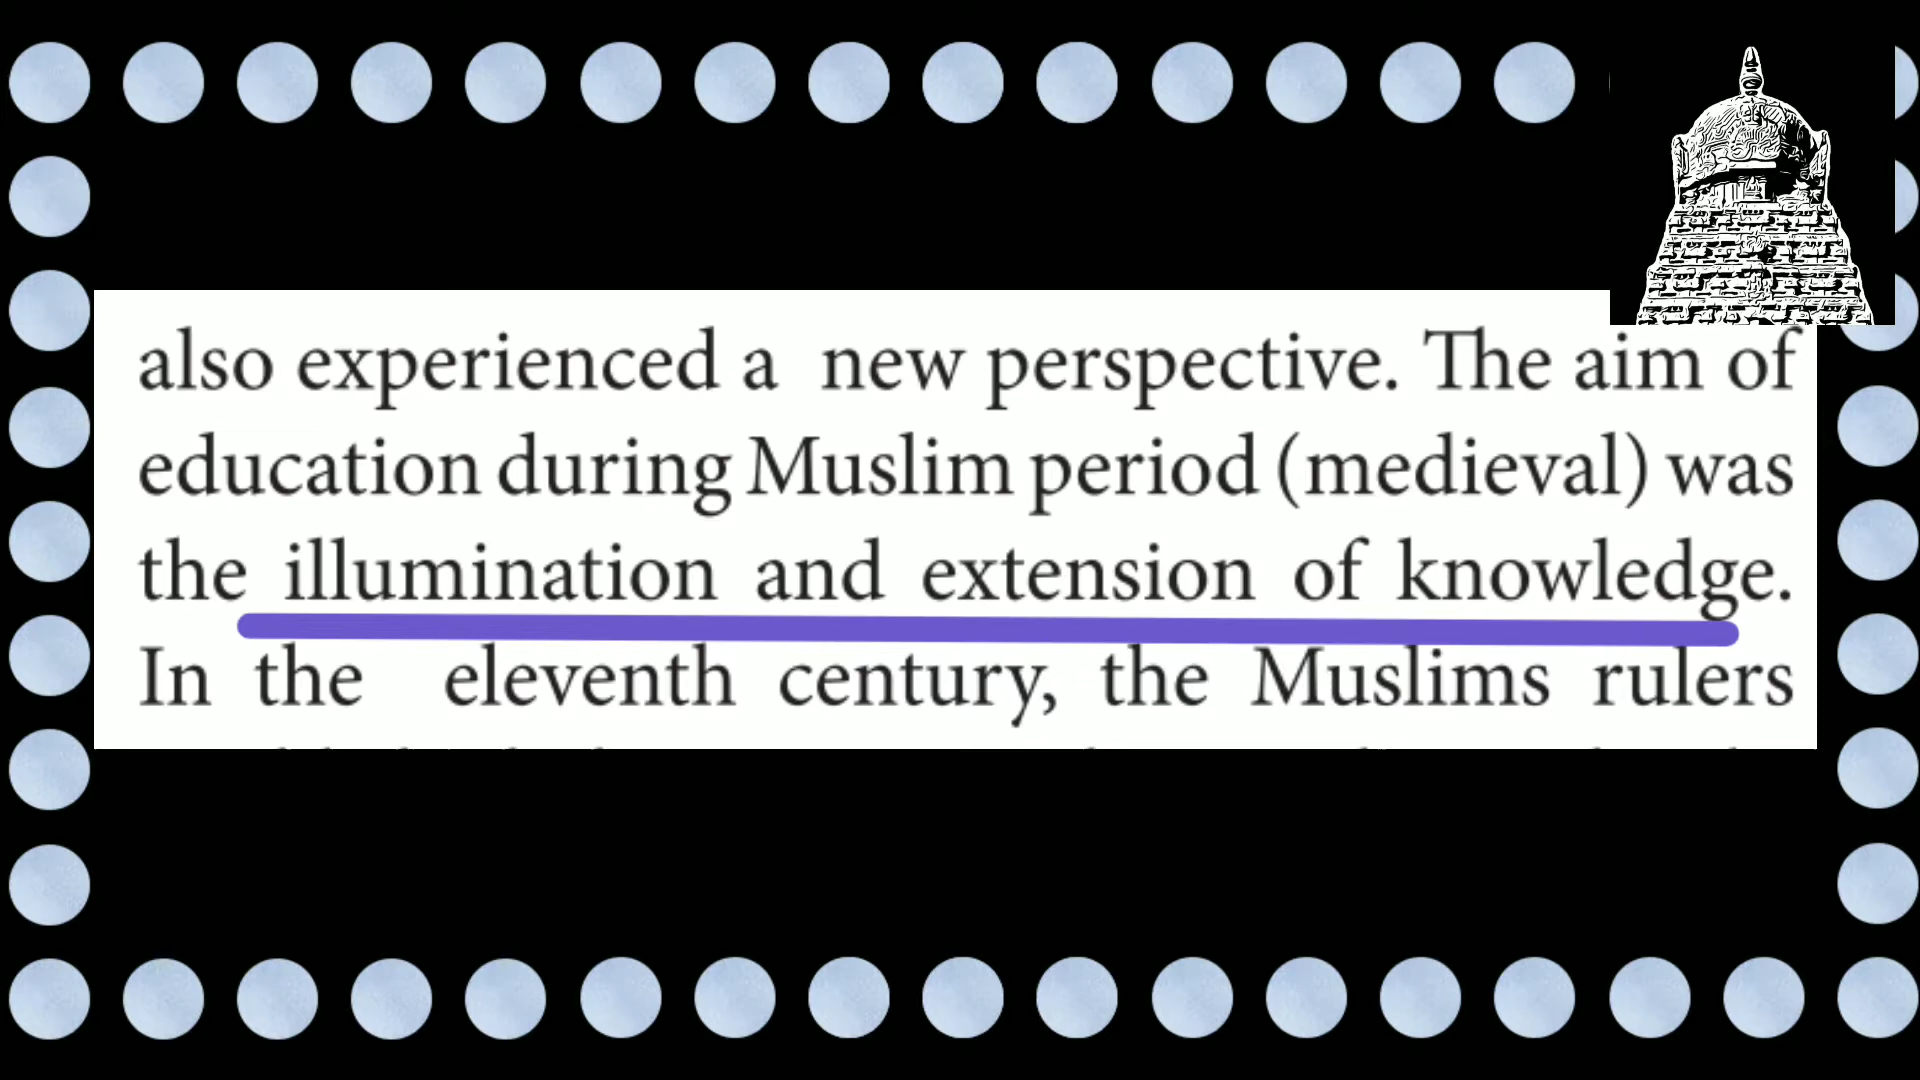 also experienced a new perspective. The aim of
education during Muslim period (medieval) was
the illumination and extension of knowledge.
In the eleventh century, the Muslims rulers